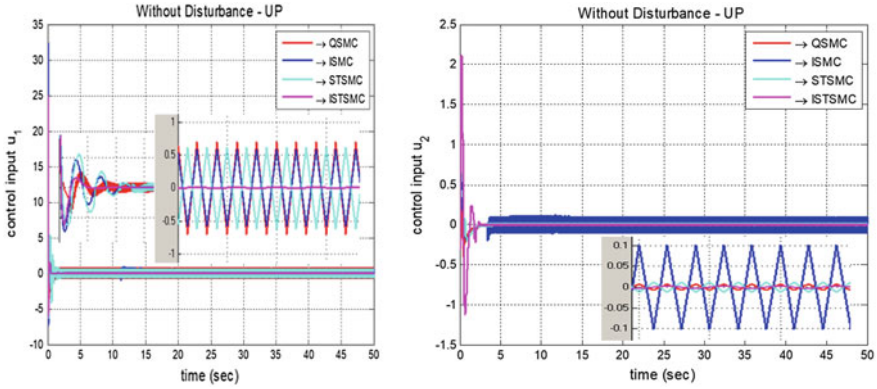 Without Disturbance - UP
control input u1
35
30
25
20
15
10
5
0
-5
-10
→ QSMC
→ ISMC
→ STSMC
→ ISTSMC
1
0.5
0
-0.5
-1
0 5 10 15 20 25 30 35 40 45 50
time (sec)
Without Disturbance - UP
control input u2
2.5
2
1.5
1
0.5
0
-0.5
-1
-1.5
→ QSMC
→ ISMC
→ STSMC
→ ISTSMC
0.1
0.05
0
-0.05
-0.1
0 5 10 15 20 25 30 35 40 45 50
time (sec)